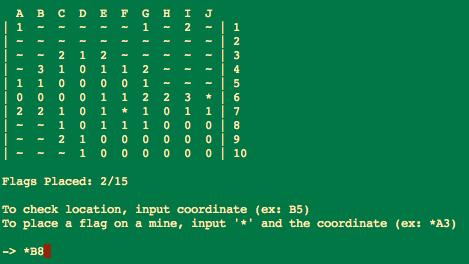 A B C D E F G H I J
| 1 ~ ~ ~ ~ ~ 1 ~ 2 ~ | 1
| ~ ~ ~ ~ ~ ~ ~ ~ ~ ~ | 2
| ~ ~ 2 1 2 ~ ~ ~ ~ ~ | 3
| ~ 3 1 0 1 1 2 ~ ~ ~ | 4
| 1 1 0 0 0 0 1 ~ ~ ~ | 5
| 0 0 0 0 1 1 2 2 3 * | 6
| 2 2 1 0 1 * 1 0 1 1 | 7
| ~ ~ 1 0 1 1 1 0 0 0 | 8
| ~ ~ 2 1 0 0 0 0 0 0 | 9
| ~ ~ ~ 1 0 0 0 0 0 0 | 10
Flags Placed: 2/15
To check location, input coordinate (ex: B5)
To place a flag on a mine, input '*' and the coordinate (ex: *A3)
-> *B8